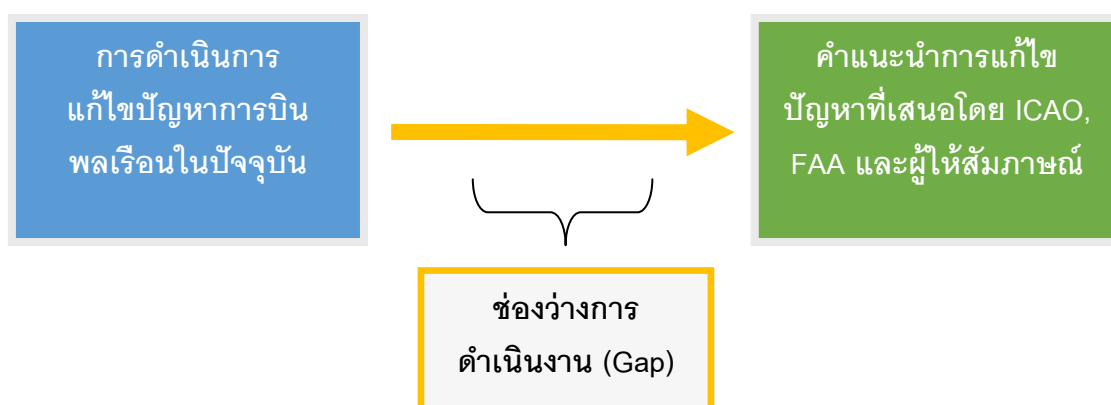 การดำเนินการ
แก้ไขปัญหาการบิน
พลเรือนในปัจจุบัน
คำแนะนำการแก้ไข
ปัญหาที่เสนอโดย ICAO,
FAA และผู้ให้สัมภาษณ์
ช่องว่างการ
ดำเนินงาน (Gap)